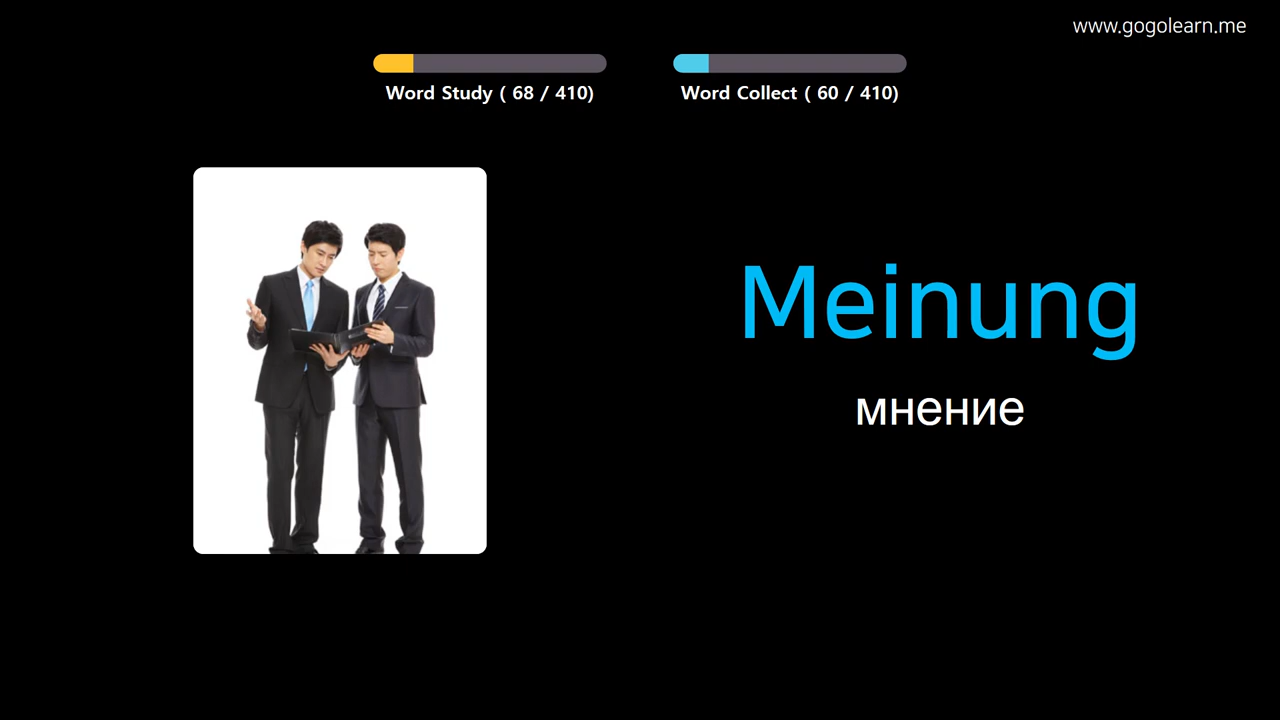 www.gogolearn.me
Word Study ( 68 / 410)
Word Collect ( 60 / 410)
Meinung
мнение